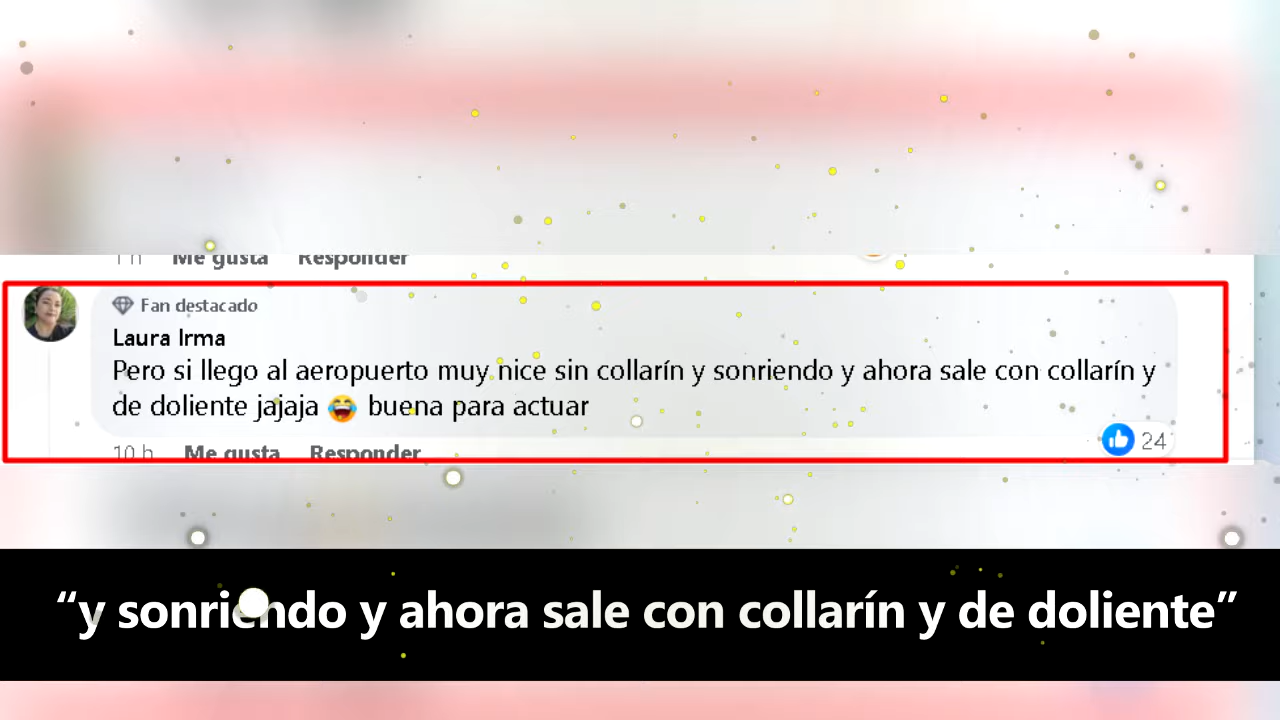 1 h Me gusta Responder
Fan destacado
Laura Irma
Pero si llego al aeropuerto muy nice sin collarín y sonriendo y ahora sale con collarín y
de doliente jajaja 😂 buena para actuar
24
10 h Me gusta Responder
“y sonriendo y ahora sale con collarín y de doliente”